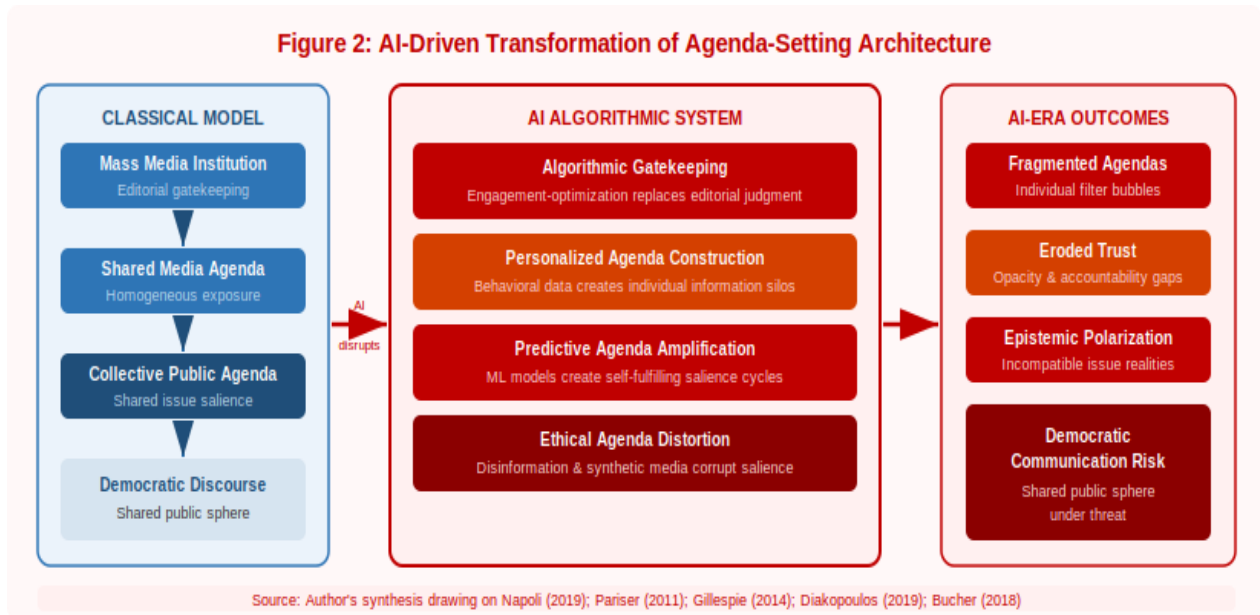 Figure 2: AI-Driven Transformation of Agenda-Setting Architecture
CLASSICAL MODEL
Mass Media Institution
Editorial gatekeeping
Shared Media Agenda
Homogeneous exposure
Collective Public Agenda
Shared issue salience
Democratic Discourse
Shared public sphere
AI
disrupts
AI ALGORITHMIC SYSTEM
Algorithmic Gatekeeping
Engagement-optimization replaces editorial judgment
Personalized Agenda Construction
Behavioral data creates individual information silos
Predictive Agenda Amplification
ML models create self-fulfilling salience cycles
Ethical Agenda Distortion
Disinformation & synthetic media corrupt salience
AI-ERA OUTCOMES
Fragmented Agendas
Individual filter bubbles
Eroded Trust
Opacity & accountability gaps
Epistemic Polarization
Incompatible issue realities
Democratic
Communication Risk
Shared public sphere
under threat
Source: Author's synthesis drawing on Napoli (2019); Pariser (2011); Gillespie (2014); Diakopoulos (2019); Bucher (2018)